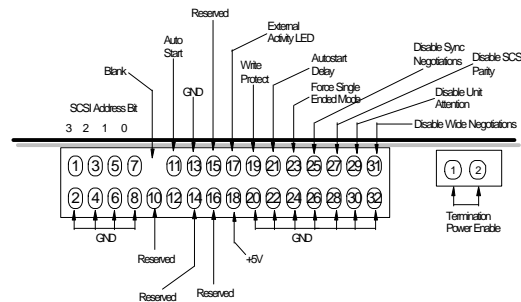 Reserved
External
Activity LED
Auto
Start
Write
Protect
Autostart
Delay
Disable Sync
Negotiations
Disable SCS
Parity
Blank
GND
Force Single
Ended Mode
Disable Unit
Attention
SCSI Address Bit
3 2 1 0
Disable Wide Negotiations
1 3 5 7 11 13 15 17 19 21 23 25 27 29 31
2 4 6 8 10 12 14 16 18 20 22 24 26 28 30 32
1 2
GND
Reserved
+5V
GND
Termination
Power Enable
Reserved
Reserved